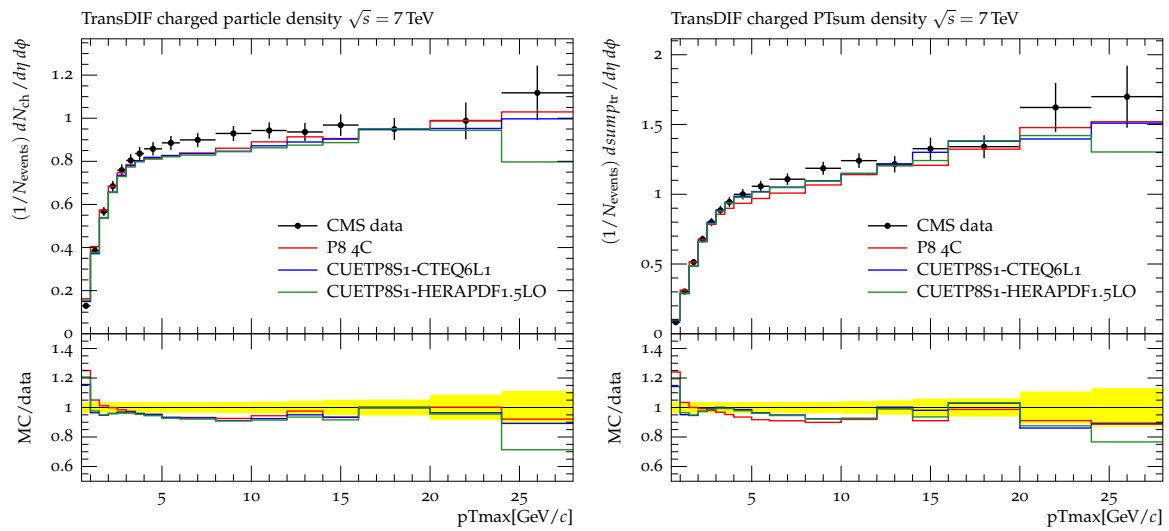 TransDIF charged particle density √s = 7 TeV
(1/N_events) dN_ch/dη dφ
1.2
1
0.8
0.6
0.4
0.2
0
CMS data
P8 4C
CUETP8S1-CTEQ6L1
CUETP8S1-HERAPDF1.5LO
MC/data
1.4
1.2
1
0.8
0.6
5 10 15 20 25
pTmax[GeV/c]
TransDIF charged PTsum density √s = 7 TeV
(1/N_events) dsump_tr/dη dφ
2
1.5
1
0.5
0
CMS data
P8 4C
CUETP8S1-CTEQ6L1
CUETP8S1-HERAPDF1.5LO
MC/data
1.4
1.2
1
0.8
0.6
5 10 15 20 25
pTmax[GeV/c]